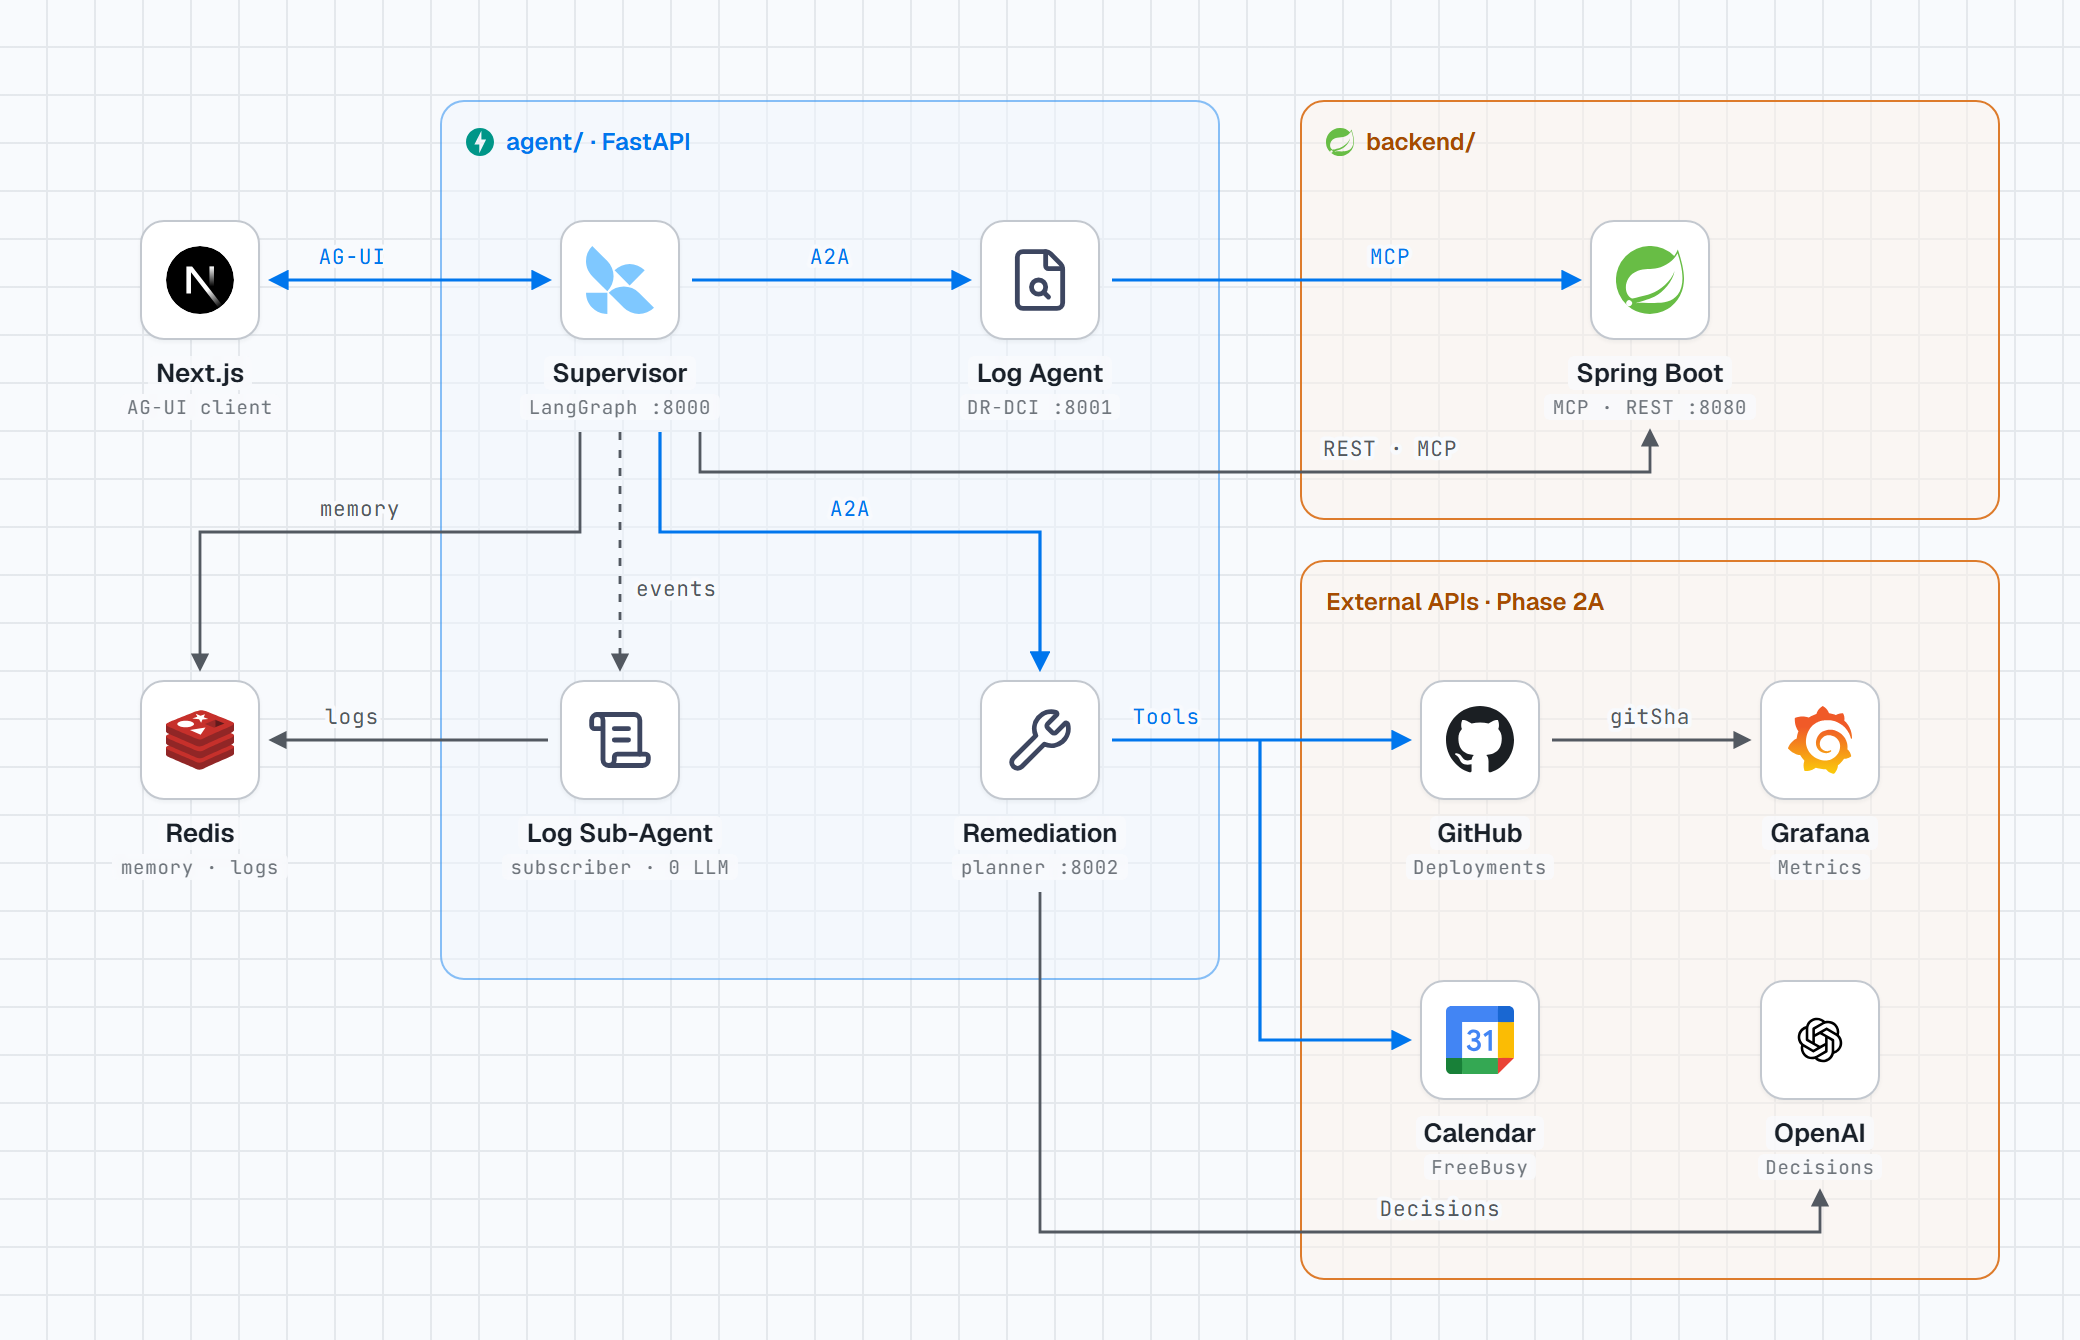 agent/ · FastAPI
backend/
AG-UI
A2A
MCP
Next.js
AG-UI client
Supervisor
LangGraph :8000
Log Agent
DR-DCI :8001
Spring Boot
MCP · REST :8080
REST · MCP
memory
A2A
events
External APIs · Phase 2A
logs
Tools
gitSha
Redis
memory · logs
Log Sub-Agent
subscriber · 0 LLM
Remediation
planner :8002
GitHub
Deployments
Grafana
Metrics
31
Calendar
FreeBusy
OpenAI
Decisions
Decisions